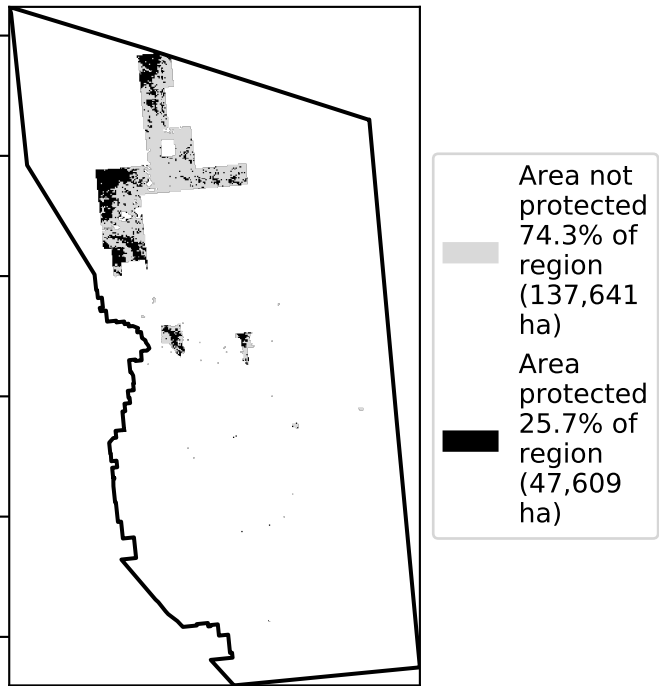 Area not
protected
74.3% of
region
(137,641
ha)
Area
protected
25.7% of
region
(47,609
ha)